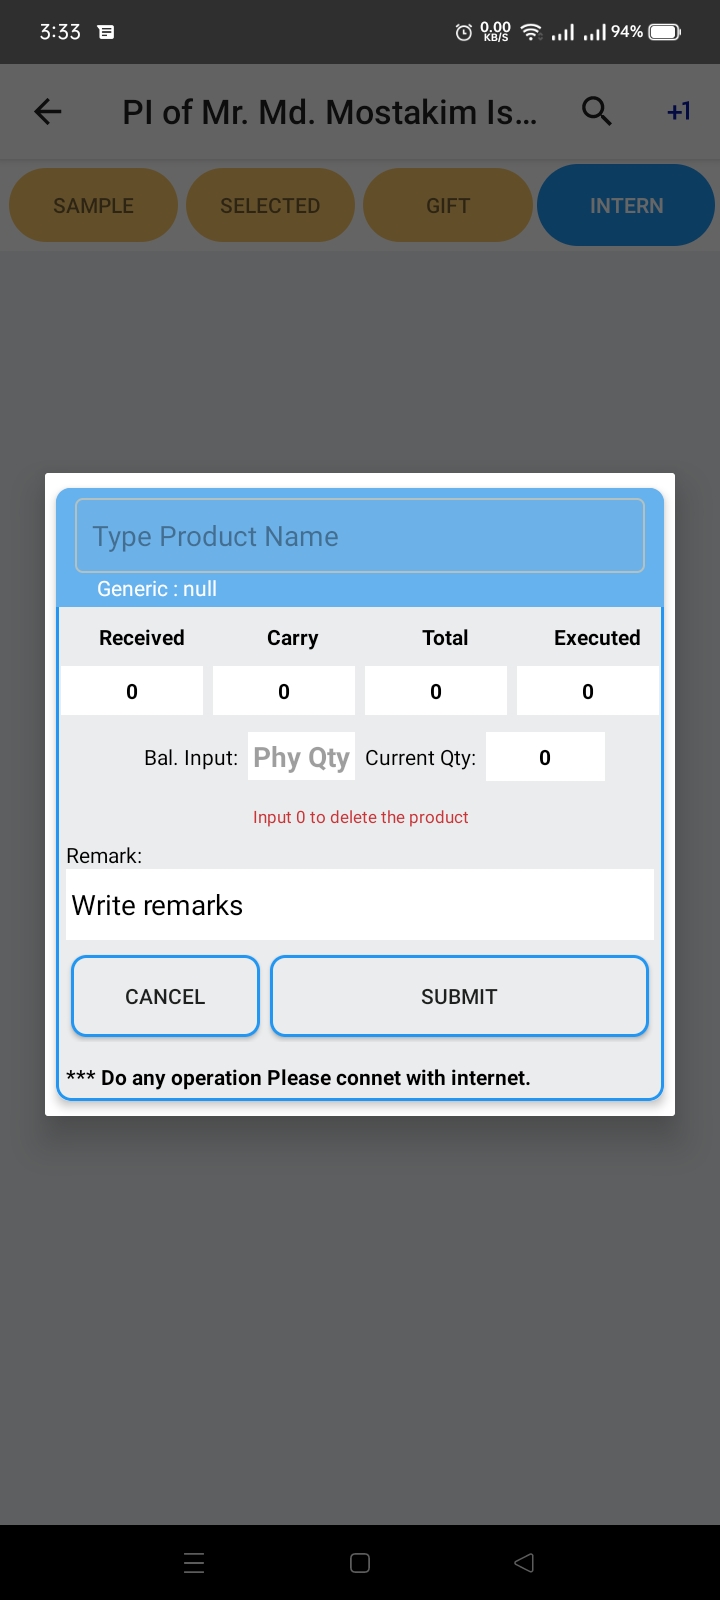 3:33 0.00 KB/S 94%
PI of Mr. Md. Mostakim Is... +1
SAMPLE SELECTED GIFT INTERN
Type Product Name
Generic : null
Received Carry Total Executed
0 0 0 0
Bal. Input: Phy Qty Current Qty: 0
Input 0 to delete the product
Remark:
Write remarks
CANCEL SUBMIT
*** Do any operation Please connet with internet.